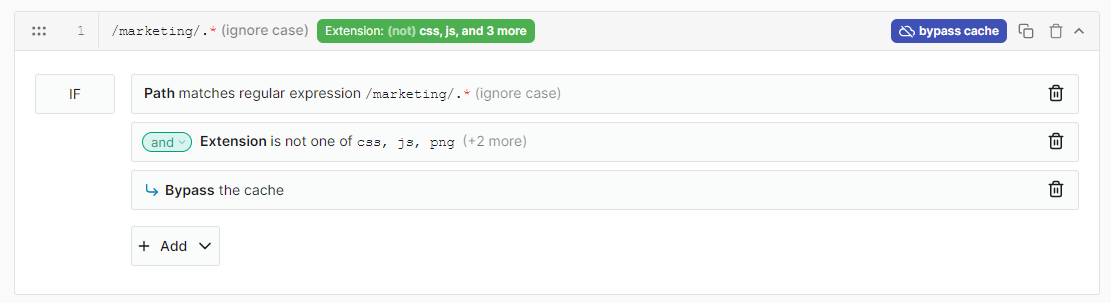 1 /marketing/.* (ignore case) Extension: (not) css, js, and 3 more bypass cache
IF Path matches regular expression /marketing/.* (ignore case)
and Extension is not one of css, js, png (+2 more)
Bypass the cache
+ Add